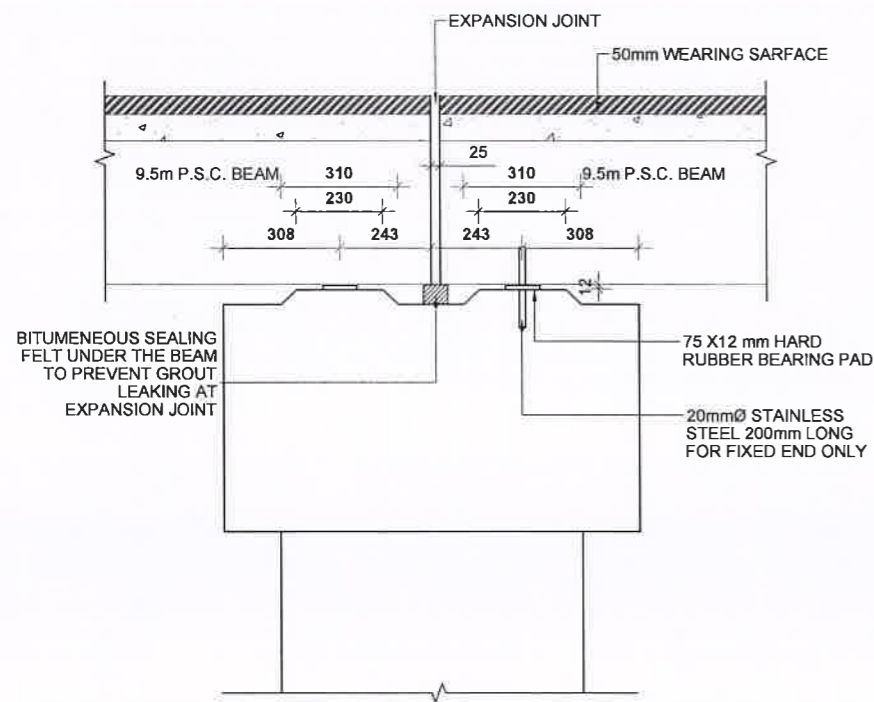 EXPANSION JOINT
50mm WEARING SARFACE
25
9.5m P.S.C. BEAM
310
310
9.5m P.S.C. BEAM
230
230
308
243
243
308
12
BITUMENEOUS SEALING
FELT UNDER THE BEAM
TO PREVENT GROUT
LEAKING AT
EXPANSION JOINT
75 X12 mm HARD
RUBBER BEARING PAD
20mmØ STAINLESS
STEEL 200mm LONG
FOR FIXED END ONLY